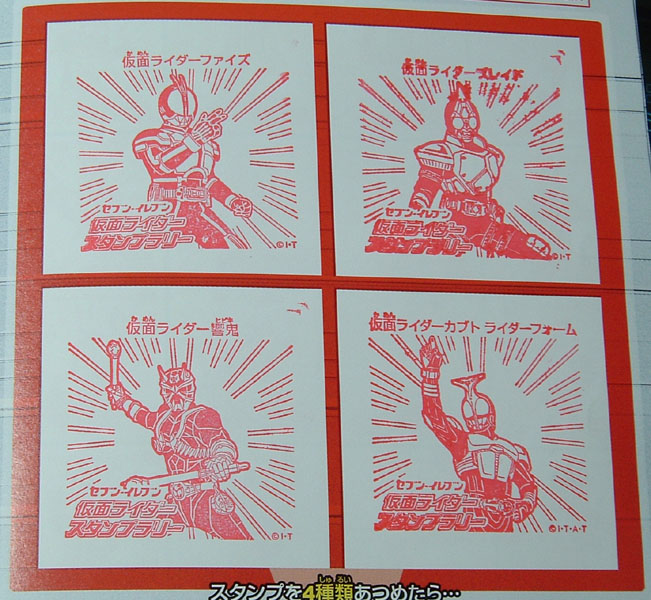 仮面ライダーファイズ
セブン-イレブン
仮面ライダー
スタンプラリー
©I・T
仮面ライダーブレイド
セブン-イレブン
仮面ライダー
スタンプラリー
©I・T
仮面ライダー響鬼
ヒビキ
セブン-イレブン
仮面ライダー
スタンプラリー
©I・T
仮面ライダーカブト ライダーフォーム
セブン-イレブン
仮面ライダー
スタンプラリー
©I・A・T
しゅるい
スタンプを4種類あつめたら…